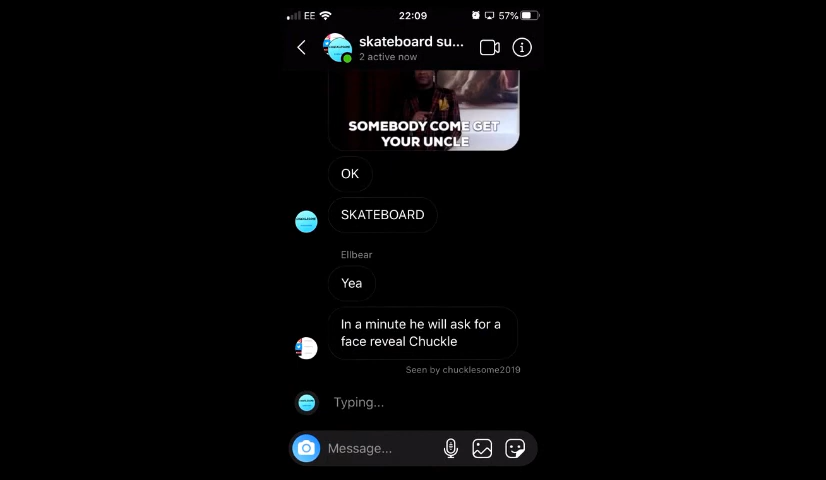 EE
22:09
57%
skateboard su...
2 active now
SOMEBODY COME GET
YOUR UNCLE
OK
SKATEBOARD
Ellbear
Yea
In a minute he will ask for a
face reveal Chuckle
Seen by chucklesome2019
Typing...
Message...